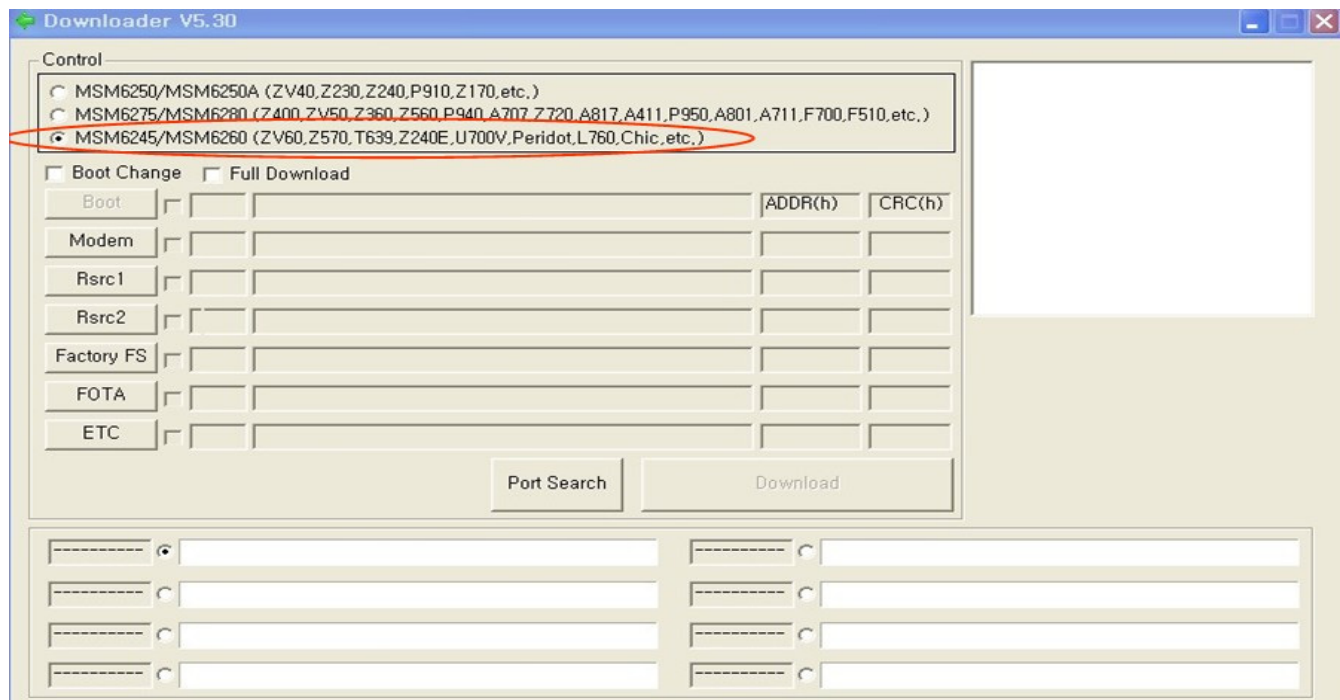 Downloader V5.30
Control
MSM6250/MSM6250A (ZV40,Z230,Z240,P910,Z170,etc.)
MSM6275/MSM6280 (Z400,ZV50,Z360,Z560,P940,A707,Z720,A817,A411,P950,A801,A711,F700,F510,etc.)
MSM6245/MSM6260 (ZV60,Z570,T639,Z240E,U700V,Peridot,L760,Chic,etc.)
Boot Change Full Download
Boot ADDR(h) CRC(h)
Modem
Rsrc1
Rsrc2
Factory FS
FOTA
ETC
Port Search Download
---------- ----------
---------- ----------
---------- ----------
---------- ----------